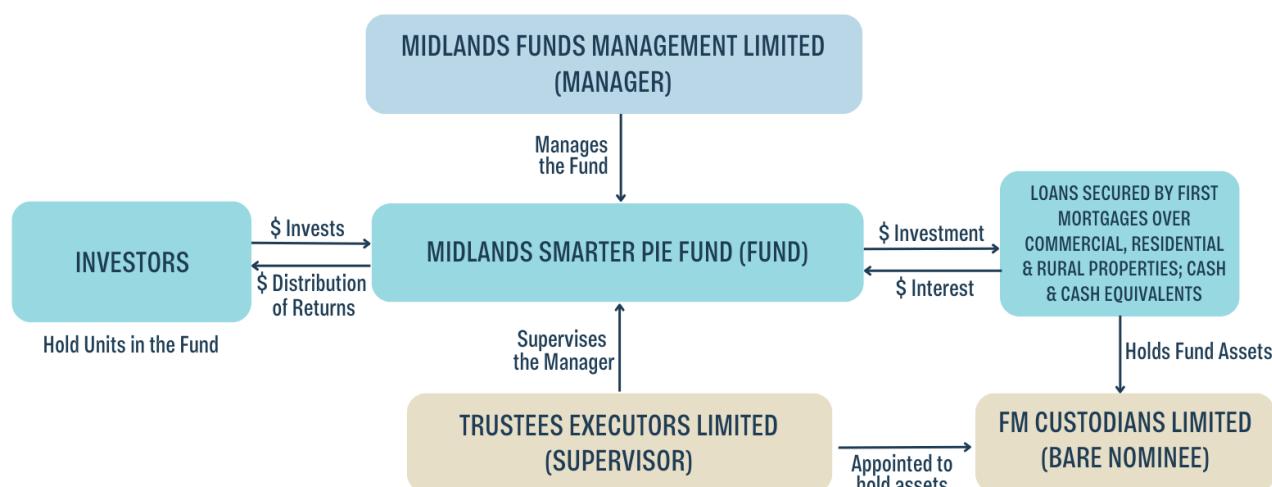 MIDLANDS FUNDS MANAGEMENT LIMITED
(MANAGER)
Manages
the Fund
INVESTORS
Hold Units in the Fund
$ Invests
$ Distribution
of Returns
MIDLANDS SMARTER PIE FUND (FUND)
$ Investment
$ Interest
LOANS SECURED BY FIRST
MORTGAGES OVER
COMMERCIAL, RESIDENTIAL
& RURAL PROPERTIES; CASH
& CASH EQUIVALENTS
Supervises
the Manager
Holds Fund Assets
TRUSTEES EXECUTORS LIMITED
(SUPERVISOR)
Appointed to
hold assets
FM CUSTODIANS LIMITED
(BARE NOMINEE)